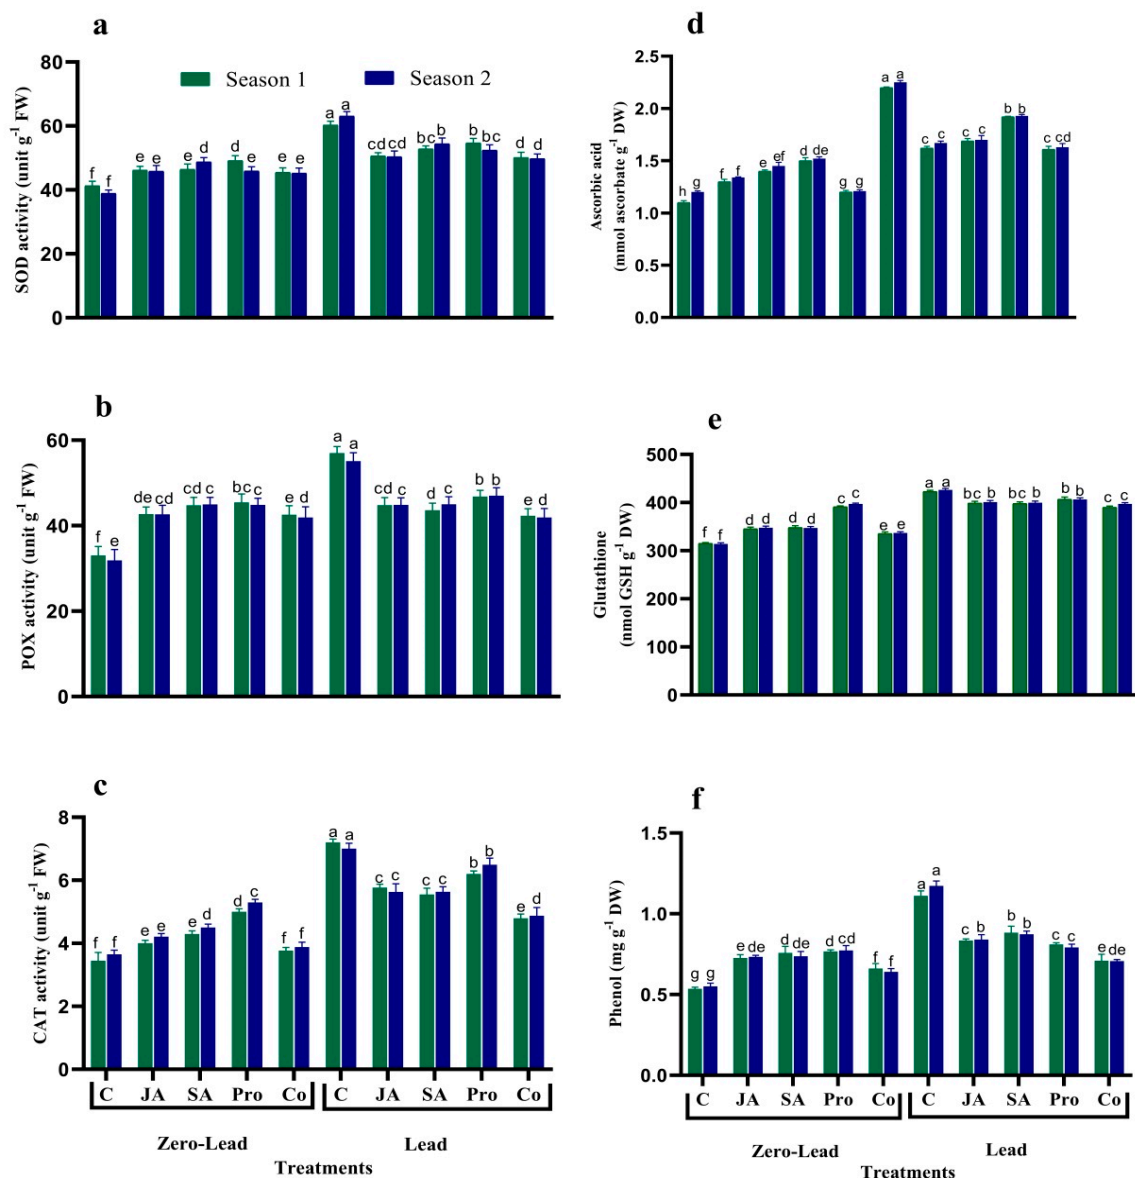 a
Season 1 Season 2
SOD activity (unit g-1 FW)
80
60
40
20
0
f f e e e d d e e e a a cd cd bc b b bc d d
b
POX activity (unit g-1 FW)
60
40
20
0
f e de cd cd c bc c e d a a cd c d c b b e d
c
CAT activity (unit g-1 FW)
8
6
4
2
0
f f e e e d d c f f a a c c c c b b e d
C JA SA Pro Co C JA SA Pro Co
Zero-Lead Lead
Treatments
d
Ascorbic acid
(mmol ascorbate g-1 DW)
2.5
2.0
1.5
1.0
0.5
0.0
h g f f e ef d de g g a a c c c c b b c cd
e
Glutathione
(nmol GSH g-1 DW)
500
400
300
200
100
0
f f d d d d c c e e a a bc b bc b b b c c
f
Phenol (mg g-1 DW)
1.5
1.0
0.5
0.0
g g e de d de d cd f f a a c b b b c c e de
C JA SA Pro Co C JA SA Pro Co
Zero-Lead Lead
Treatments